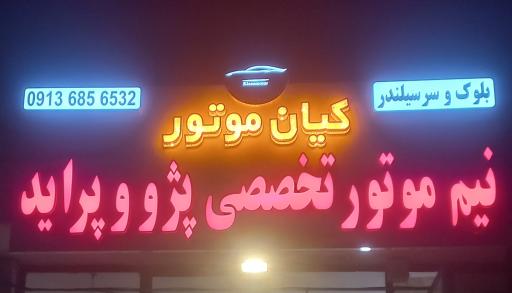 بلوک و سرسیلندر
0913 685 6532
کیان موتور
نیم موتور تخصصی پژو و پراید